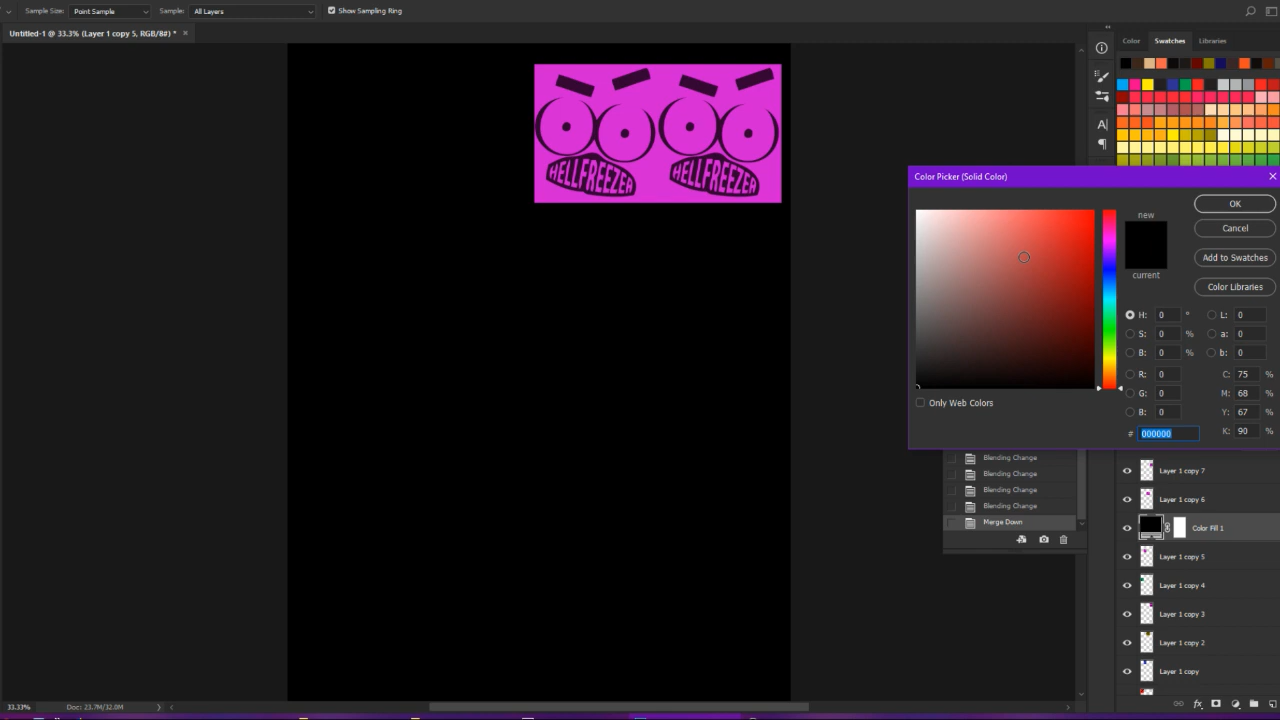 Sample Size: Point Sample Sample: All Layers Show Sampling Ring
Untitled-1 @ 33.3% (Layer 1 copy 5, RGB/8#) * ×
Color Swatches Libraries
HELLFREEZER HELLFREEZER
Color Picker (Solid Color)
new
current
OK
Cancel
Add to Swatches
Color Libraries
H: 0 ° L: 0
S: 0 % a: 0
B: 0 % b: 0
R: 0 C: 75 %
G: 0 M: 68 %
B: 0 Y: 67 %
# 000000 K: 90 %
Only Web Colors
Blending Change
Blending Change
Blending Change
Blending Change
Merge Down
Layer 1 copy 7
Layer 1 copy 6
Color Fill 1
Layer 1 copy 5
Layer 1 copy 4
Layer 1 copy 3
Layer 1 copy 2
Layer 1 copy
33.33% Doc: 23.7M/32.0M